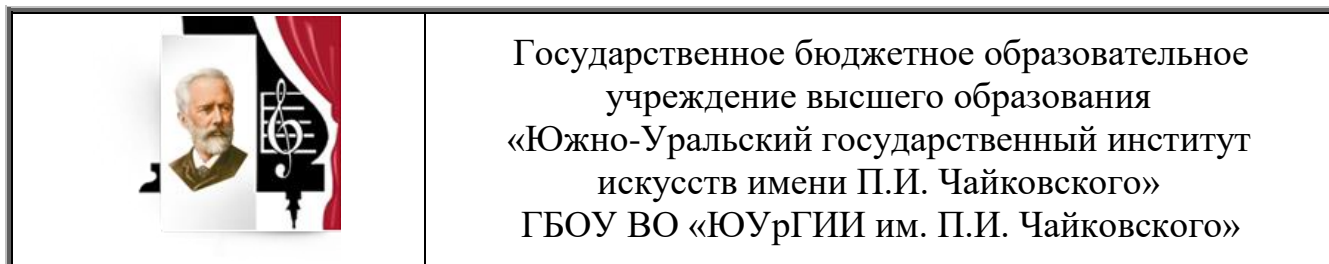 Государственное бюджетное образовательное
учреждение высшего образования
«Южно-Уральский государственный институт
искусств имени П.И. Чайковского»
ГБОУ ВО «ЮУрГИИ им. П.И. Чайковского»